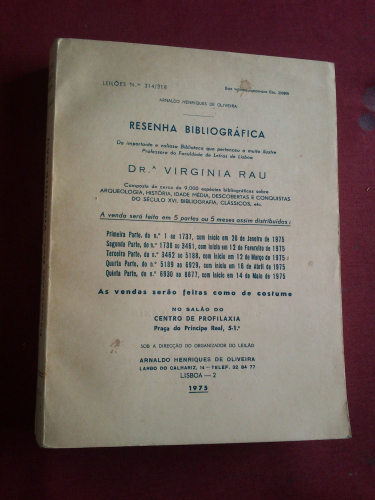 LEILÕES N.os 314/318
ARNALDO HENRIQUES DE OLIVEIRA
RESENHA BIBLIOGRÁFICA
Da importante e valiosa Biblioteca que pertenceu a muito ilustre
Professora da Faculdade de Letras de Lisboa
DR.A VIRGINIA RAU
Composta de cerca de 9.000 espécies bibliográficas sobre
ARQUEOLOGIA, HISTÓRIA, IDADE MÉDIA, DESCOBERTAS E CONQUISTAS
DO SÉCULO XVI, BIBLIOGRAFIA, CLÁSSICOS, etc.
A venda será feita em 5 partes ou 5 meses assim distribuidos:
Primeira Parte, do n.º 1 ao 1737, com início em 20 de Janeiro de 1975
Segunda Parte, do n.º 1738 ao 3461, com início em 12 de Fevereiro de 1975
Terceira Parte, do n.º 3462 ao 5188, com início em 12 de Março de 1975
Quarta Parte, do n.º 5189 ao 6929, com início em 16 de Abril de 1975
Quinta Parte, do n.º 6930 ao 8677, com início em 14 de Maio de 1975
As vendas serão feitas como de costume
NO SALÃO DO
CENTRO DE PROFILAXIA
Praça do Príncipe Real, 5-1.º
SOB A DIRECÇÃO DO ORGANIZADOR DO LEILÃO
ARNALDO HENRIQUES DE OLIVEIRA
LARGO DO CALHARIZ, 14 — TELEF. 32 84 77
LISBOA — 2
1975